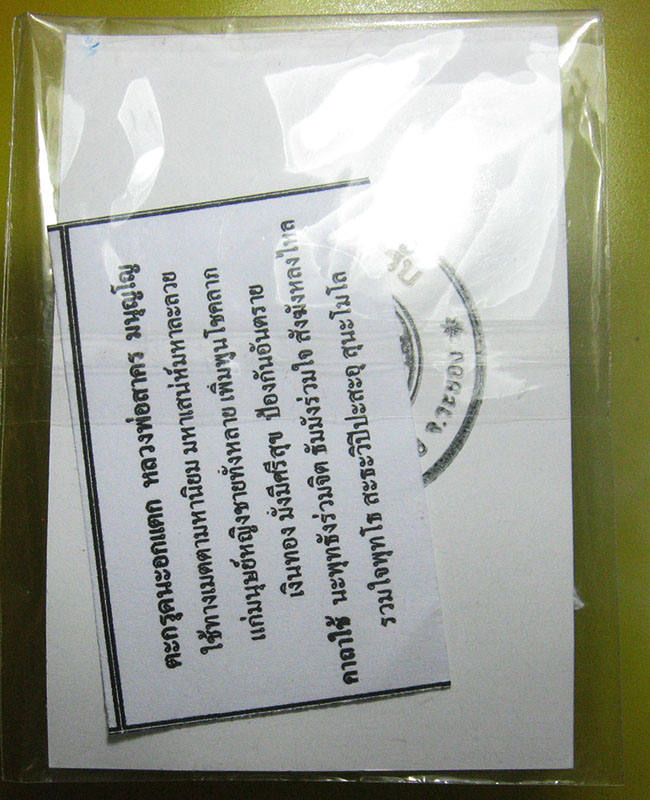 ตะกรุดนะอกแตก หลวงพ่อสาคร มนุญโญ
ใช้ทางเมตตามหานิยม มหาเสน่ห์มหาละลวย
แก่มนุษย์หญิงชายทั้งหลาย เพิ่มพูนโชคลาภ
เงินทอง มั่งมีศรีสุข ป้องกันอันตราย
คาถาใช้ นะพุทธังร่วมจิต ธัมมังร่วมใจ สังฆังหลงไหล
รวมใจพุทโธ ตะชะวิปิปะสะอุ สุนะโมโล
จ.ระยอง